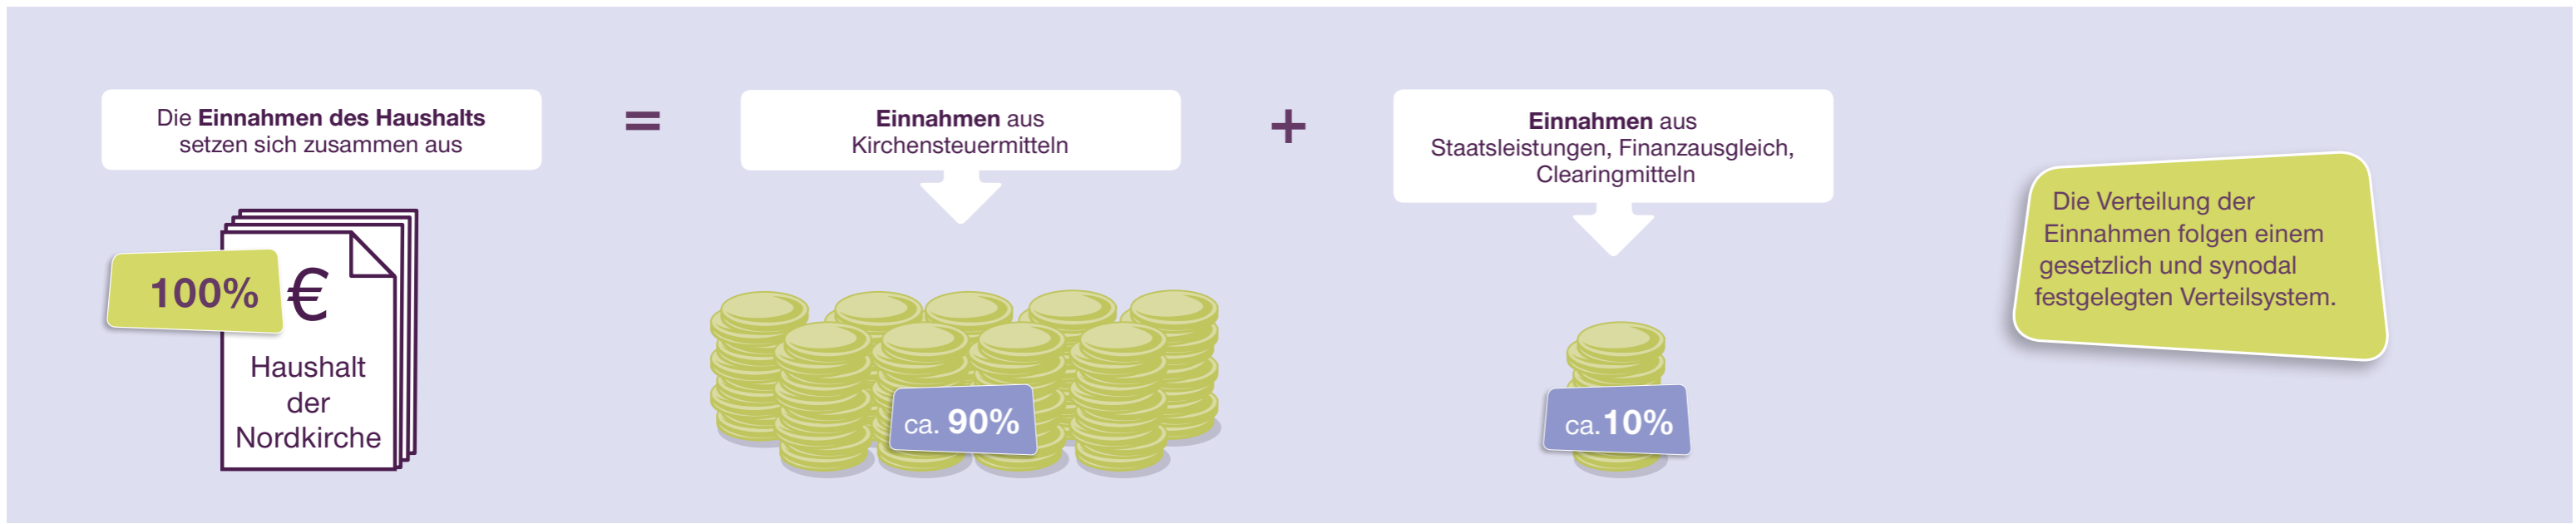 Die Einnahmen des Haushalts
setzen sich zusammen aus
=
Einnahmen aus
Kirchensteuermitteln
+
Einnahmen aus
Staatsleistungen, Finanzausgleich,
Clearingmitteln
100%
€
Haushalt
der
Nordkirche
ca. 90%
ca. 10%
Die Verteilung der
Einnahmen folgen einem
gesetzlich und synodal
festgelegten Verteilsystem.